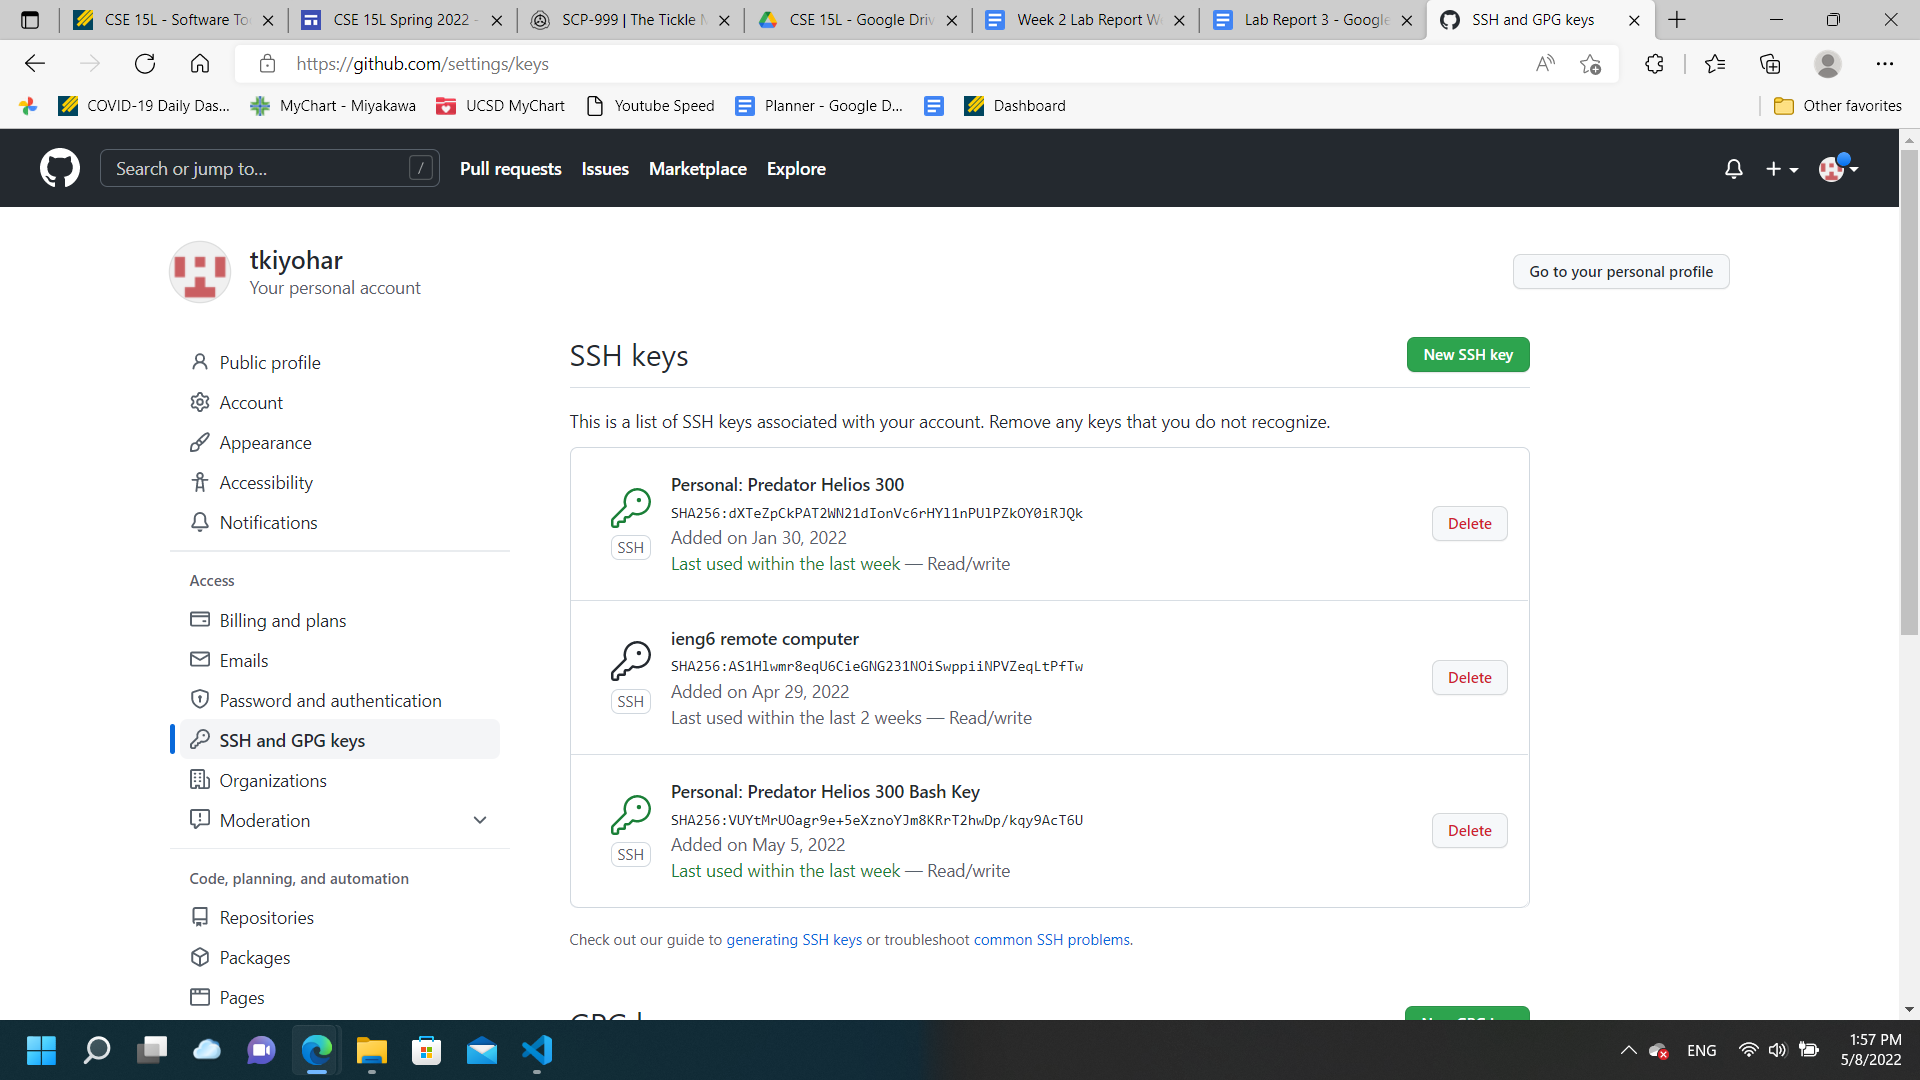 CSE 15L - Software To
CSE 15L Spring 2022 -
SCP-999 | The Tickle M
CSE 15L - Google Driv
Week 2 Lab Report W
Lab Report 3 - Google
SSH and GPG keys
https://github.com/settings/keys
COVID-19 Daily Das...
MyChart - Miyakawa
UCSD MyChart
Youtube Speed
Planner - Google D...
Dashboard
Other favorites
Search or jump to...
/
Pull requests
Issues
Marketplace
Explore
tkiyohar
Your personal account
Go to your personal profile
Public profile
Account
Appearance
Accessibility
Notifications
Access
Billing and plans
Emails
Password and authentication
SSH and GPG keys
Organizations
Moderation
Code, planning, and automation
Repositories
Packages
Pages
SSH keys
New SSH key
This is a list of SSH keys associated with your account. Remove any keys that you do not recognize.
Personal: Predator Helios 300
SHA256:dXTeZpCkPAT2WN21dIonVc6rHYl1nPUlPZkOY0iRJQk
Added on Jan 30, 2022
Last used within the last week — Read/write
SSH
Delete
ieng6 remote computer
SHA256:AS1Hlwmr8eqU6CieGNG231NOiSwppiiNPVZeqLtPfTw
Added on Apr 29, 2022
Last used within the last 2 weeks — Read/write
SSH
Delete
Personal: Predator Helios 300 Bash Key
SHA256:VUYtMrUOagr9e+5eXznoYJm8KRrT2hwDp/kqy9AcT6U
Added on May 5, 2022
Last used within the last week — Read/write
SSH
Delete
Check out our guide to generating SSH keys or troubleshoot common SSH problems.
ENG
1:57 PM
5/8/2022